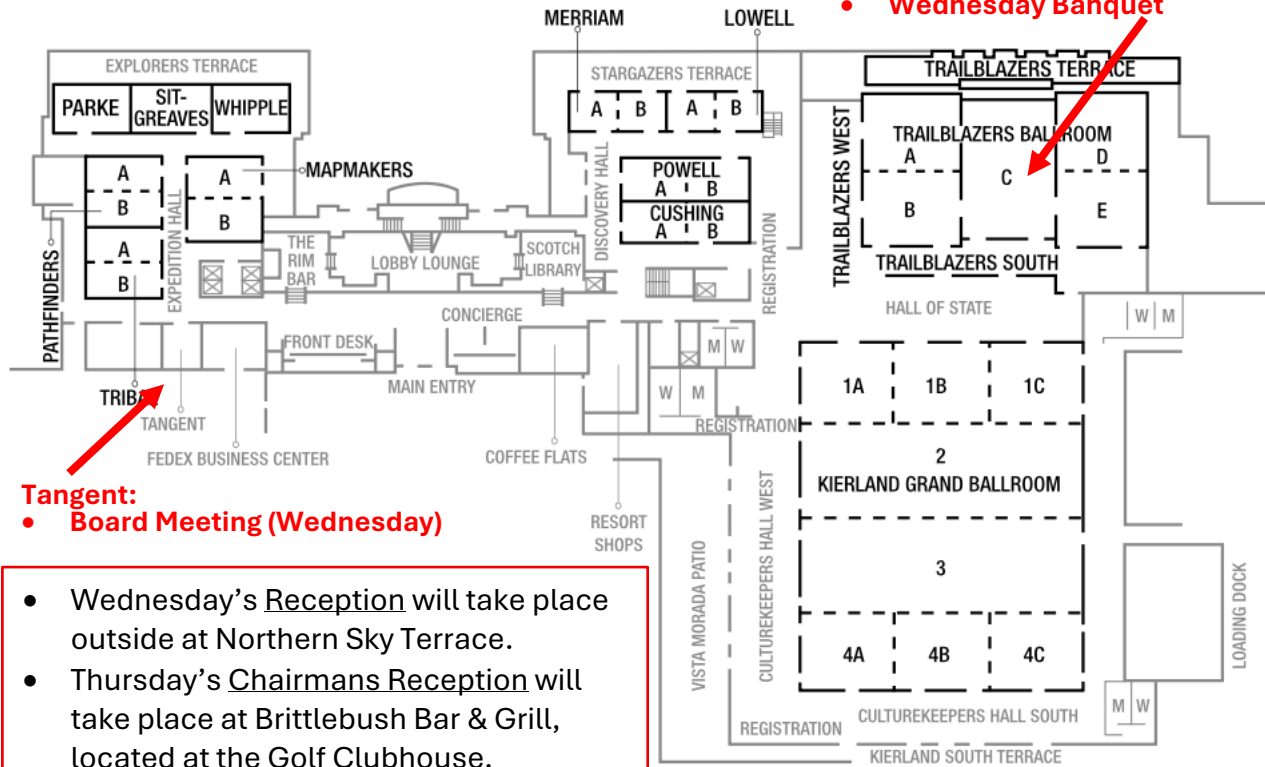 • Wednesday Banquet
MERRIAM
LOWELL
EXPLORERS TERRACE
STARGAZERS TERRACE
TRAILBLAZERS TERRACE
PARKE
SIT-
GREAVES
WHIPPLE
A B A B
TRAILBLAZERS WEST
TRAILBLAZERS BALLROOM
A
B
C
D
E
TRAILBLAZERS SOUTH
A
B
A
B
PATHFINDERS
EXPEDITION HALL
A
B
MAPMAKERS
DISCOVERY HALL
POWELL
A B
CUSHING
A B
REGISTRATION
THE
RIM
BAR
LOBBY LOUNGE
SCOTCH
LIBRARY
HALL OF STATE
W M
CONCIERGE
FRONT DESK
MAIN ENTRY
M W
W M
TANGENT
FEDEX BUSINESS CENTER
COFFEE FLATS
REGISTRATION
RESORT
SHOPS
1A 1B 1C
2
KIERLAND GRAND BALLROOM
3
4A 4B 4C
VISTA MORADA PATIO
CULTUREKEEPERS HALL WEST
LOADING DOCK
M W
CULTUREKEEPERS HALL SOUTH
REGISTRATION
KIERLAND SOUTH TERRACE
Tangent:
• Board Meeting (Wednesday)
• Wednesday’s Reception will take place
outside at Northern Sky Terrace.
• Thursday’s Chairmans Reception will
take place at Brittlebush Bar & Grill,
located at the Golf Clubhouse.